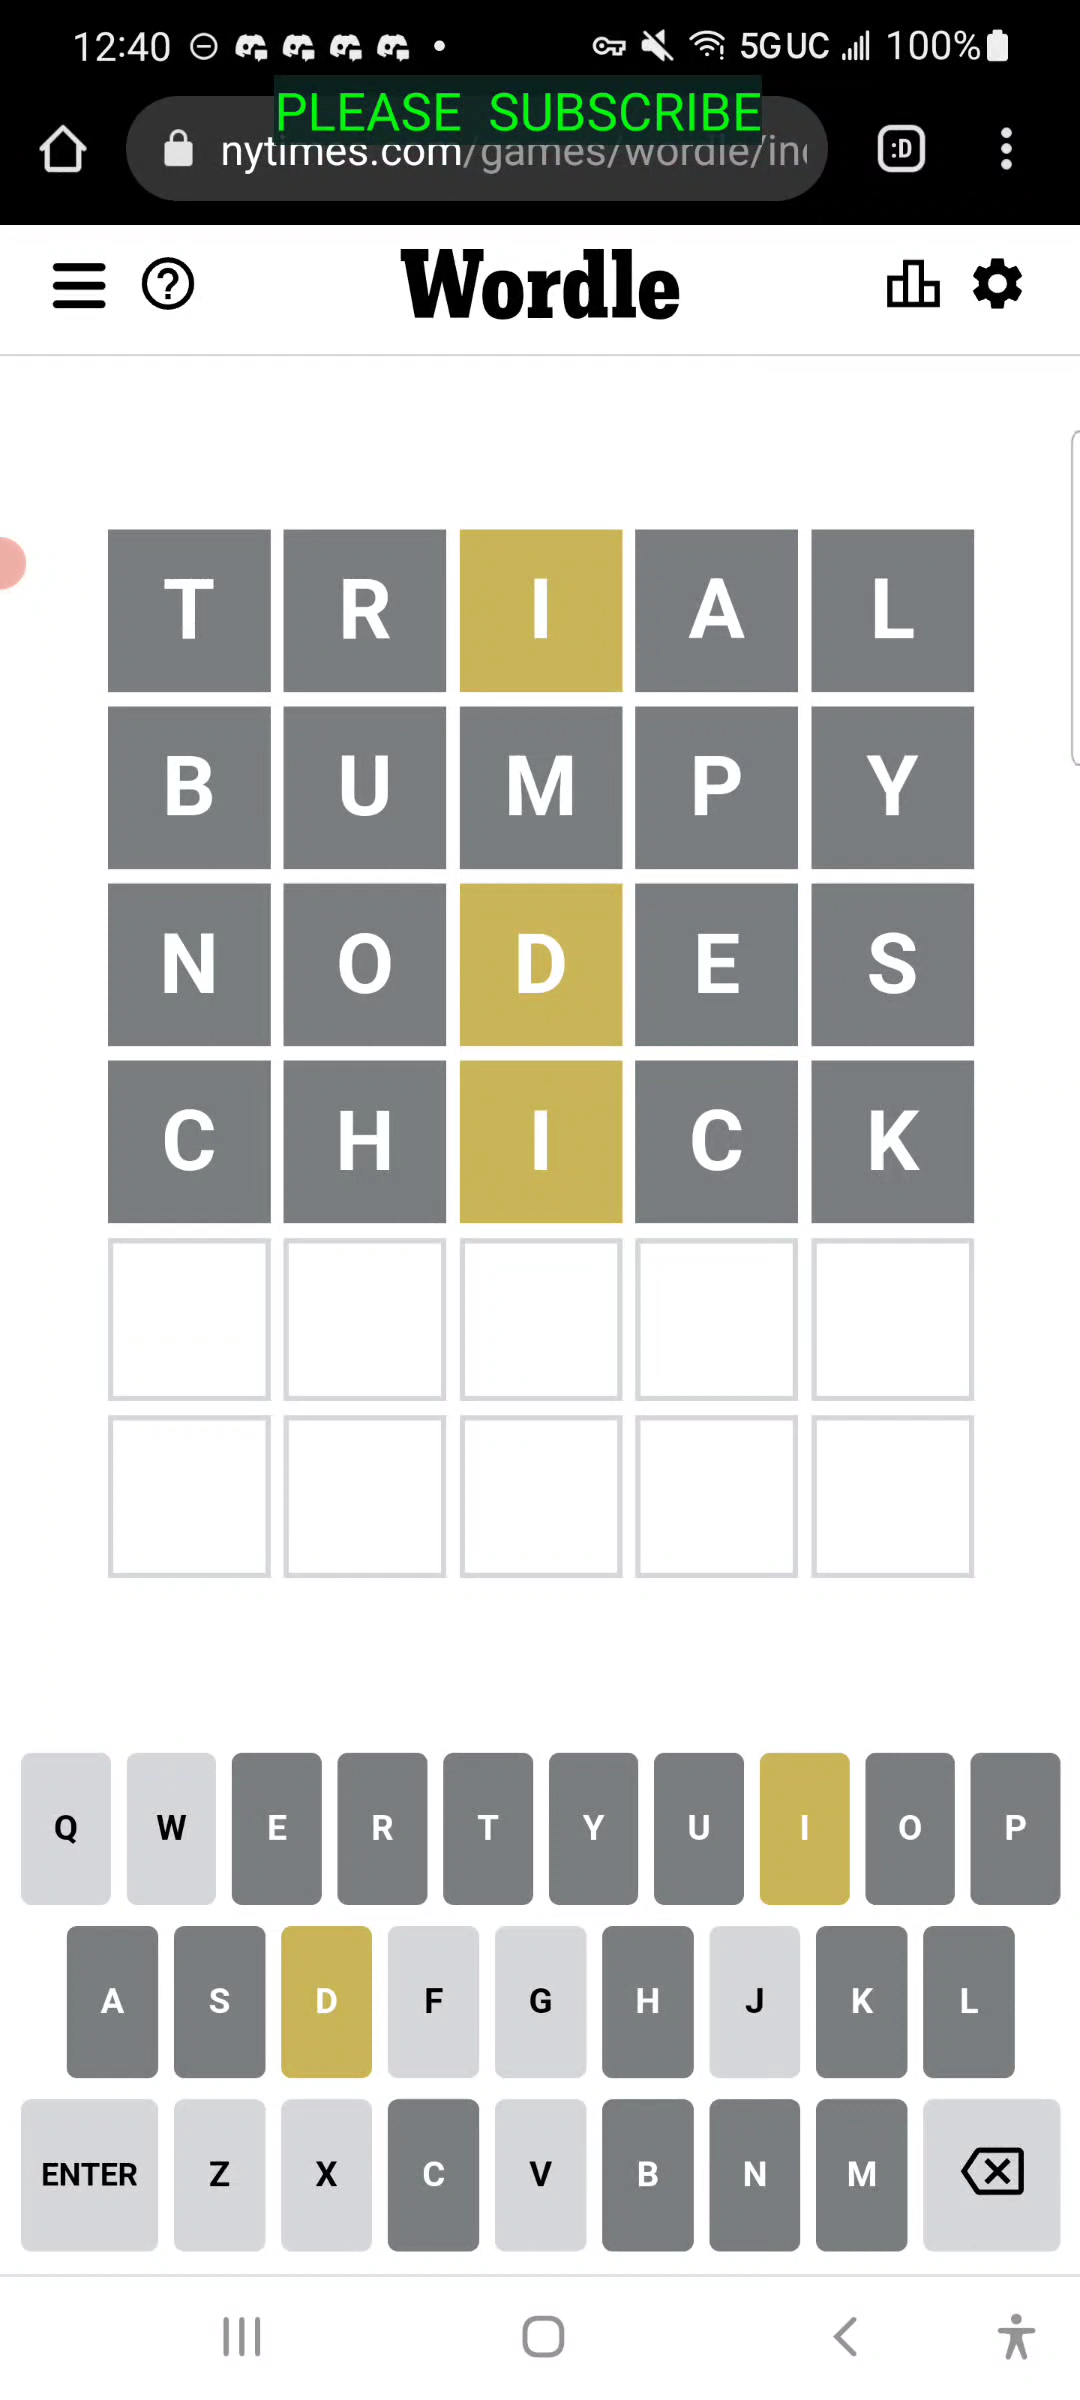 12:40 5G UC 100%
PLEASE SUBSCRIBE
nytimes.com/games/wordle/in
:D
Wordle
T R I A L
B U M P Y
N O D E S
C H I C K
Q W E R T Y U I O P
A S D F G H J K L
ENTER Z X C V B N M